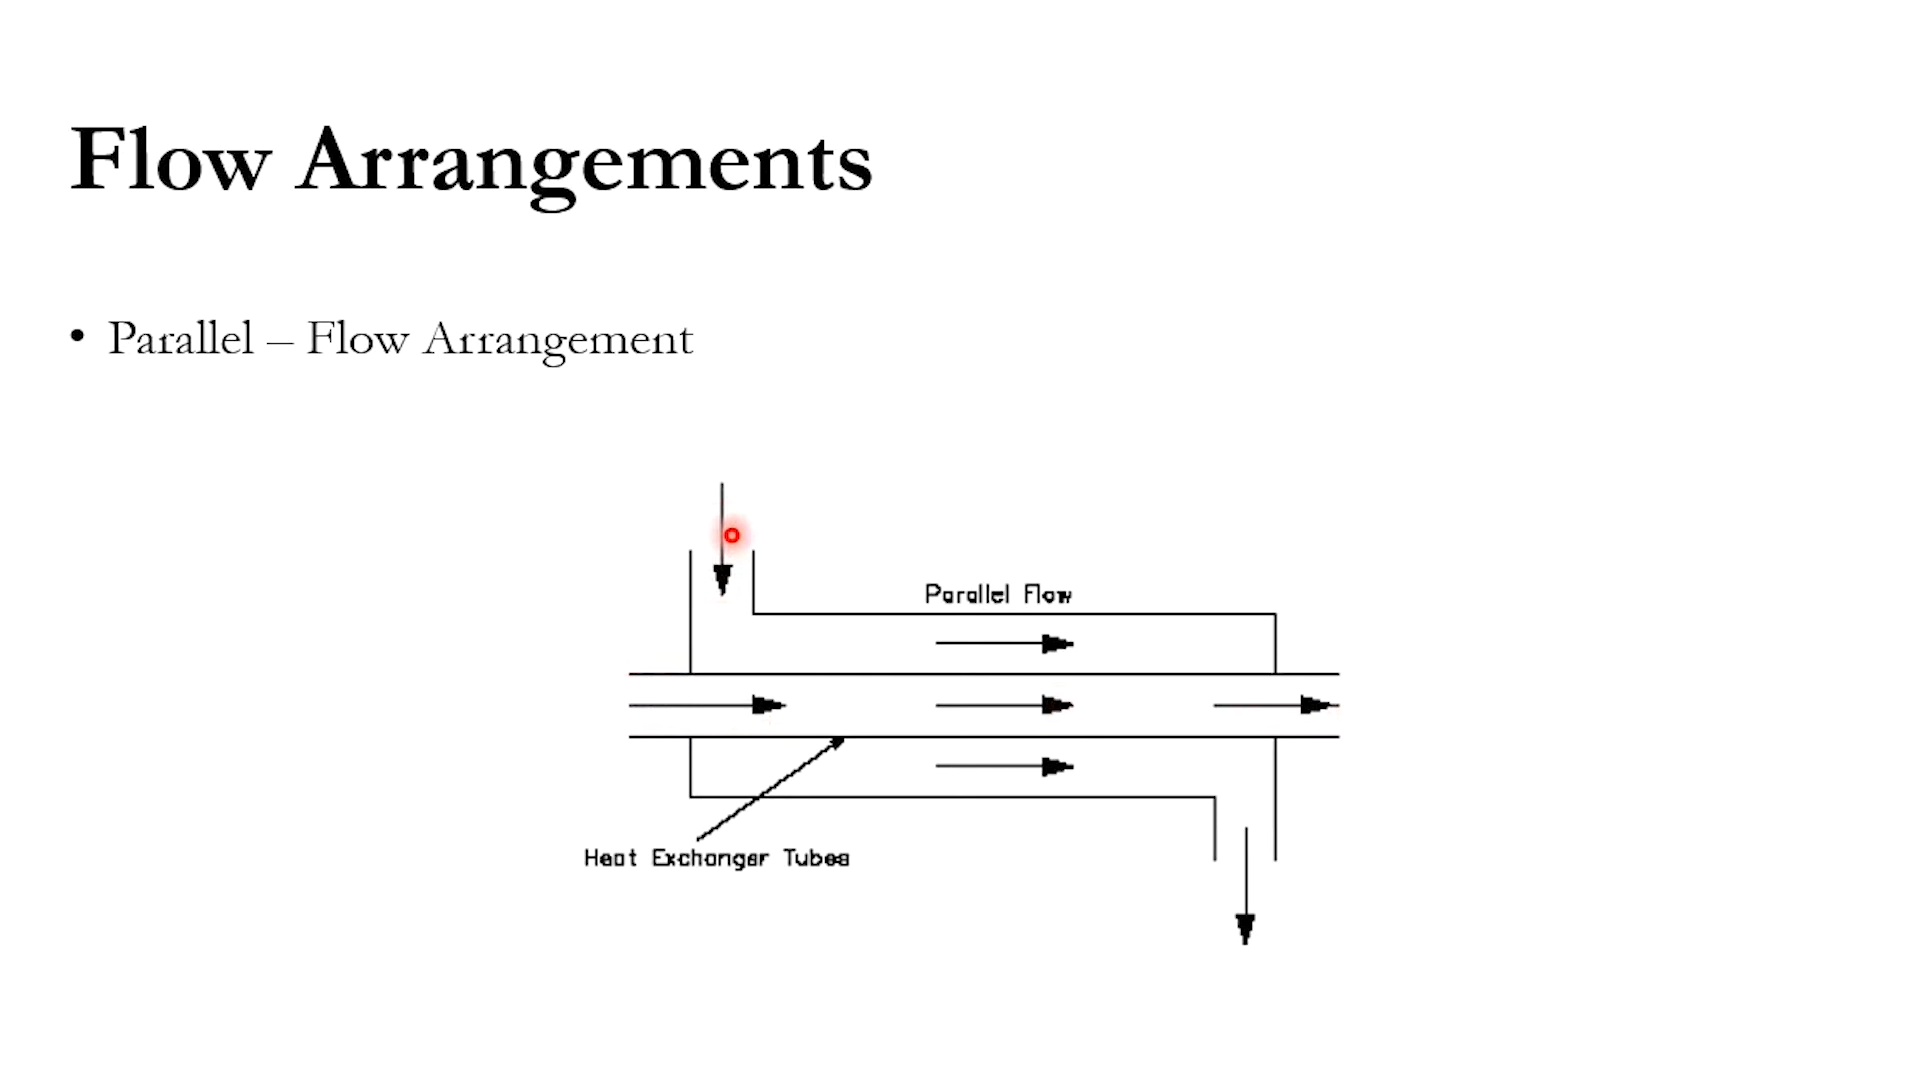 Flow Arrangements
• Parallel – Flow Arrangement
Parallel Flow
Heat Exchanger Tubes